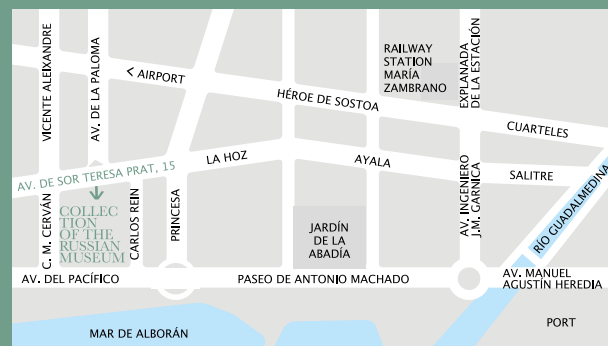 VICENTE ALEIXANDRE
AV. DE LA PALOMA
< AIRPORT
HÉROE DE SOSTOA
RAILWAY
STATION
MARÍA
ZAMBRANO
EXPLANADA
DE LA ESTACIÓN
CUARTELES
AV. DE SOR TERESA PRAT, 15
LA HOZ
AYALA
SALITRE
C. M. CERVÁN
COLLEC
TION
OF THE
RUSSIAN
MUSEUM
CARLOS REIN
PRINCESA
JARDÍN
DE LA
ABADÍA
AV. INGENIERO
J.M. GARNICA
RÍO GUADALMEDINA
AV. DEL PACÍFICO
PASEO DE ANTONIO MACHADO
AV. MANUEL
AGUSTÍN HEREDIA
MAR DE ALBORÁN
PORT